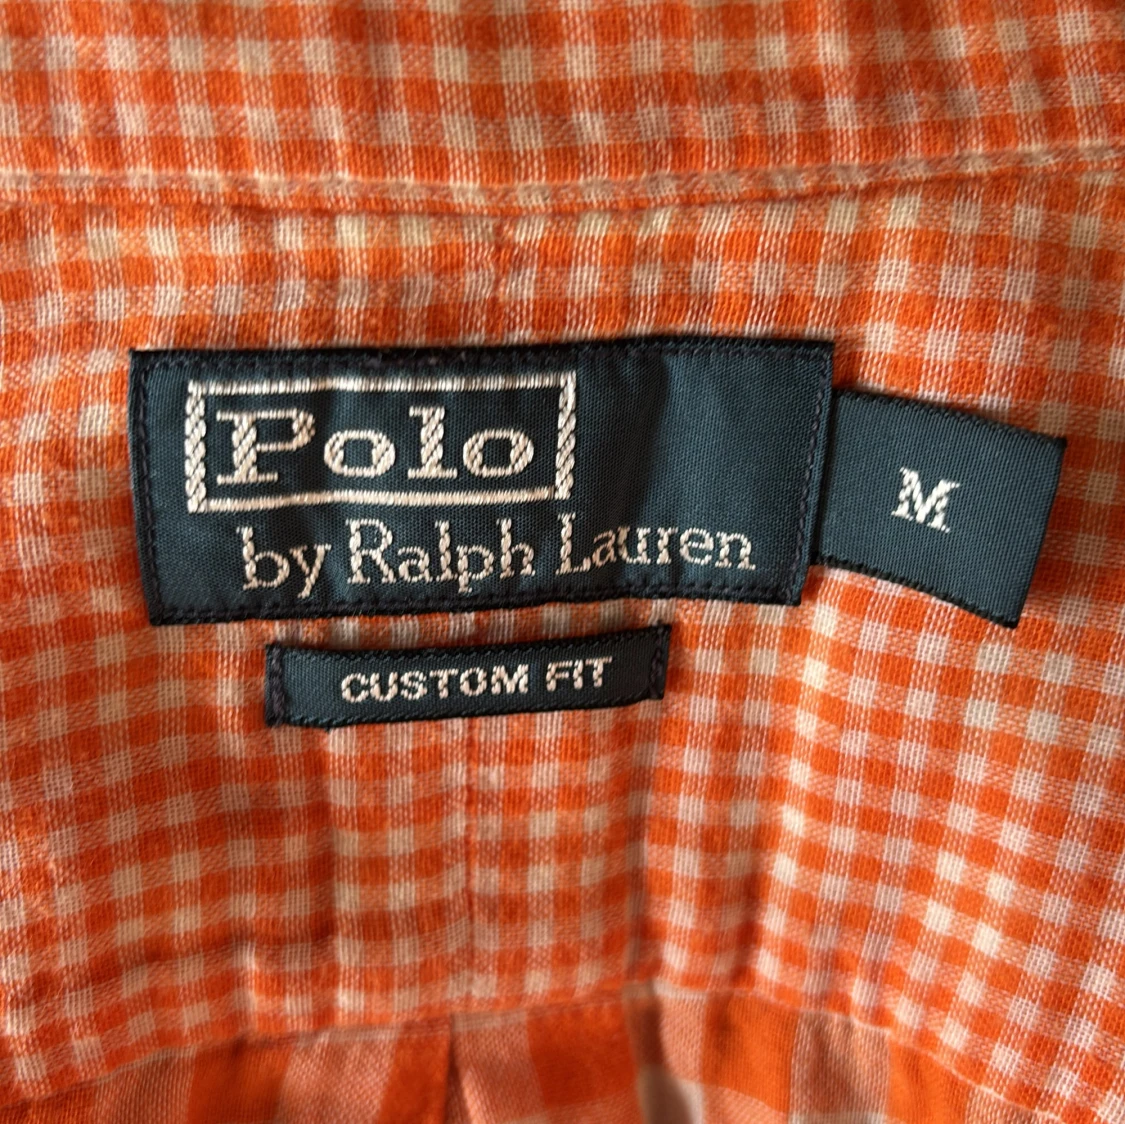 Polo
by Ralph Lauren
M
CUSTOM FIT